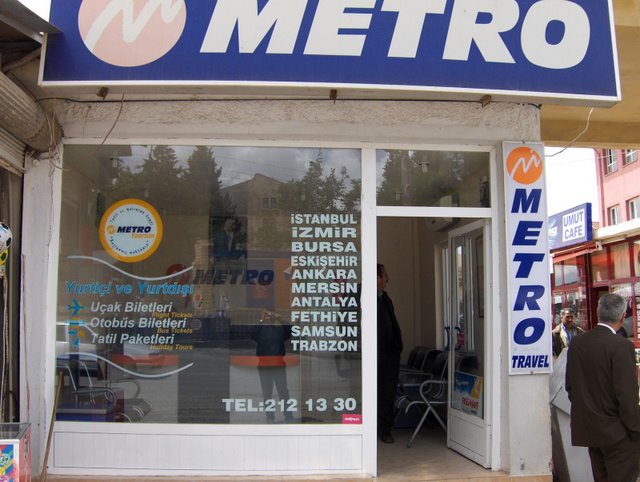 METRO
METRO
Yurtiçi ve Yurtdışı
Uçak Biletleri
Flight Tickets
Otobüs Biletleri
Bus Tickets
Tatil Paketleri
Holiday Tours
METRO
İSTANBUL
İZMİR
BURSA
ESKİŞEHİR
ANKARA
MERSİN
ANTALYA
FETHİYE
SAMSUN
TRABZON
TEL:212 13 30
METRO
TRAVEL
UMUT
CAFE